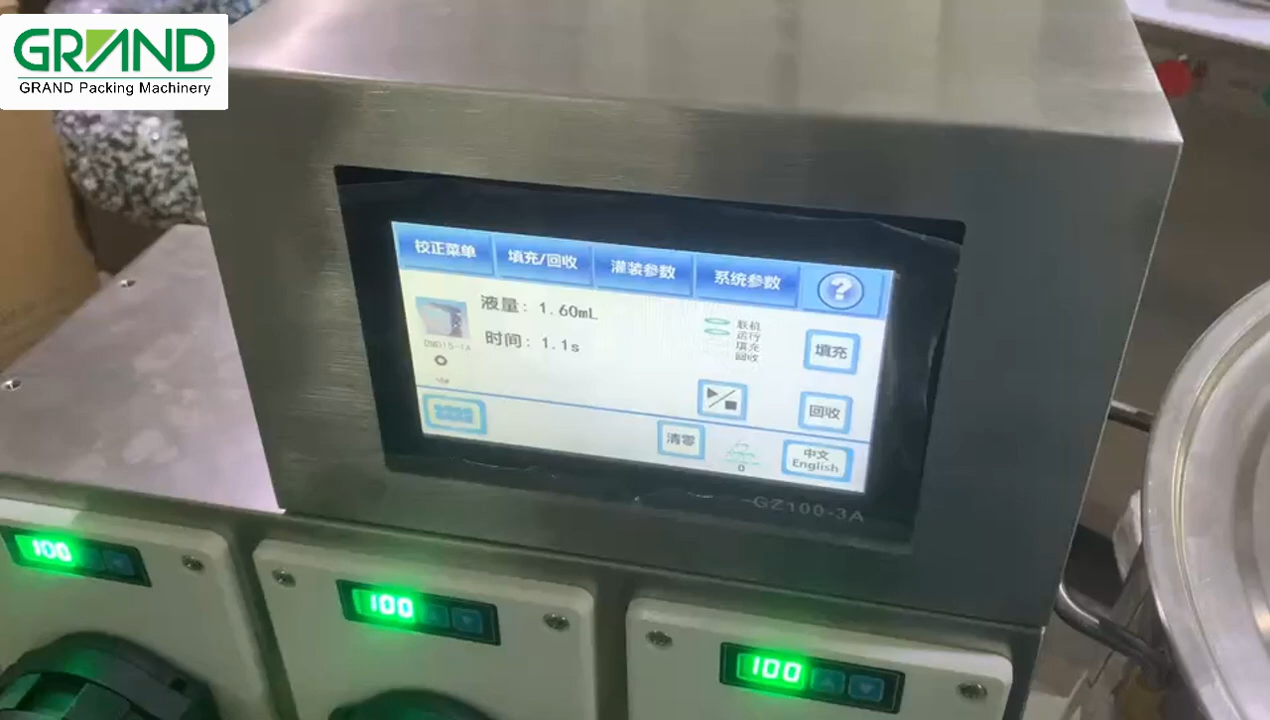 GRAND
GRAND Packing Machinery
校正菜单
填充/回收
灌装参数
系统参数
?
液量: 1.60mL
时间: 1.1s
联机
运行
填充
回收
填充
回收
清零
0
中文
English
-GZ100-3A
100
100
100